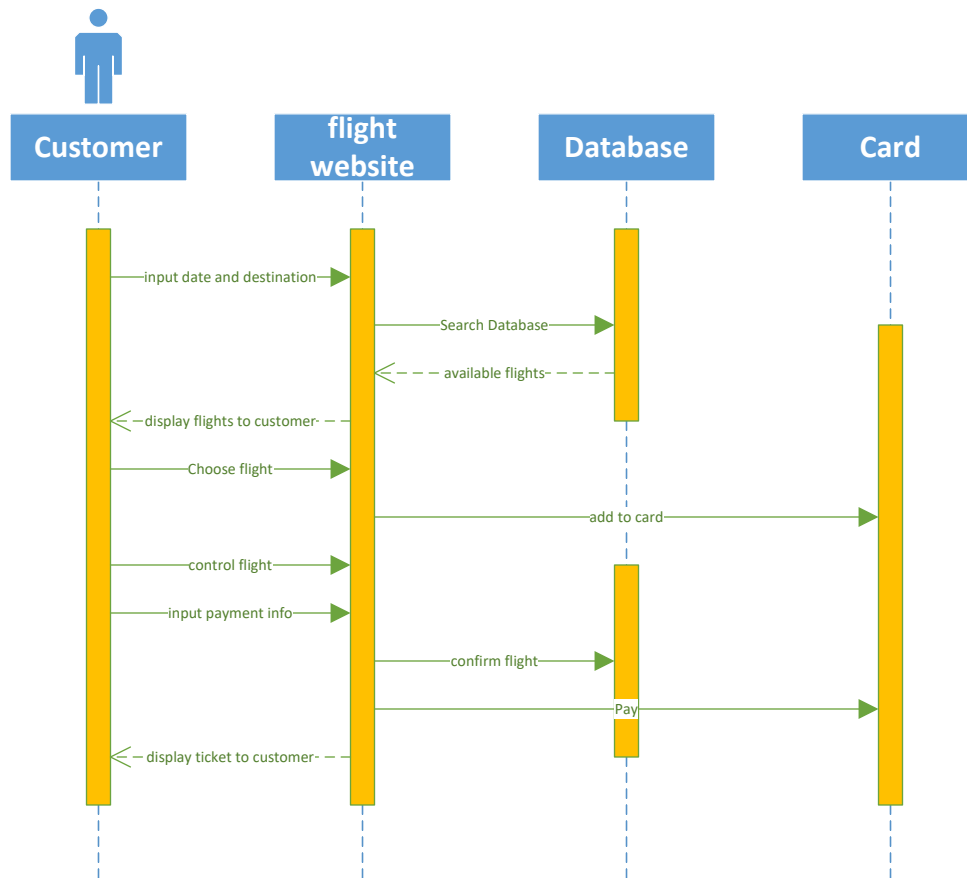 Customer
flight
website
Database
Card
input date and destination
Search Database
available flights
display flights to customer
Choose flight
add to card
control flight
input payment info
confirm flight
Pay
display ticket to customer